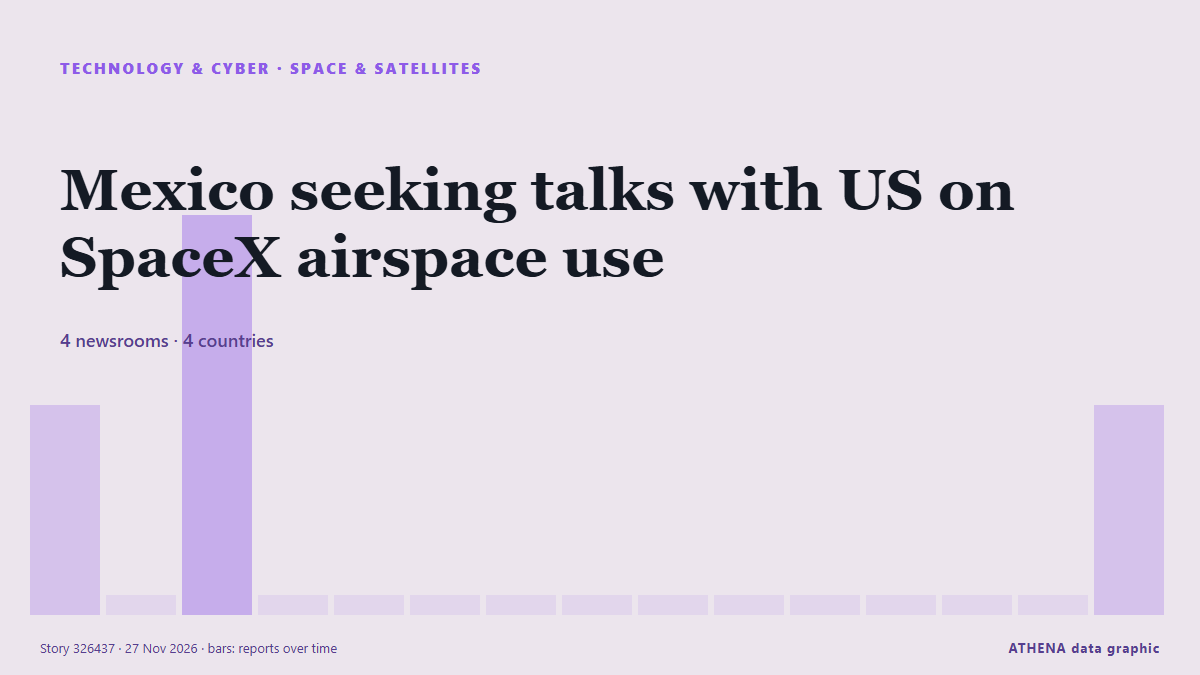 TECHNOLOGY & CYBER · SPACE & SATELLITES
Mexico seeking talks with US on
SpaceX airspace use
4 newsrooms · 4 countries
Story 326437 · 27 Nov 2026 · bars: reports over time
ATHENA data graphic